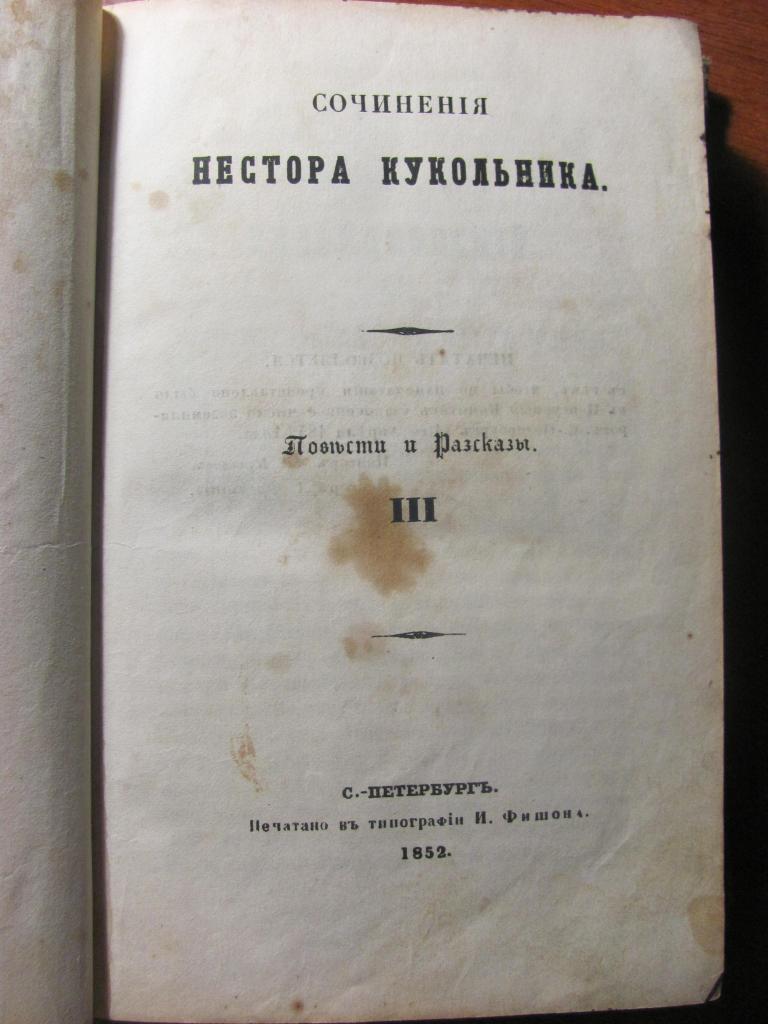 СОЧИНЕНІЯ
НЕСТОРА КУКОЛЬНИКА.
Повѣсти и Разсказы.
III
С.-ПЕТЕРБУРГЪ.
Печатано въ типографіи И. Фишона.
1852.